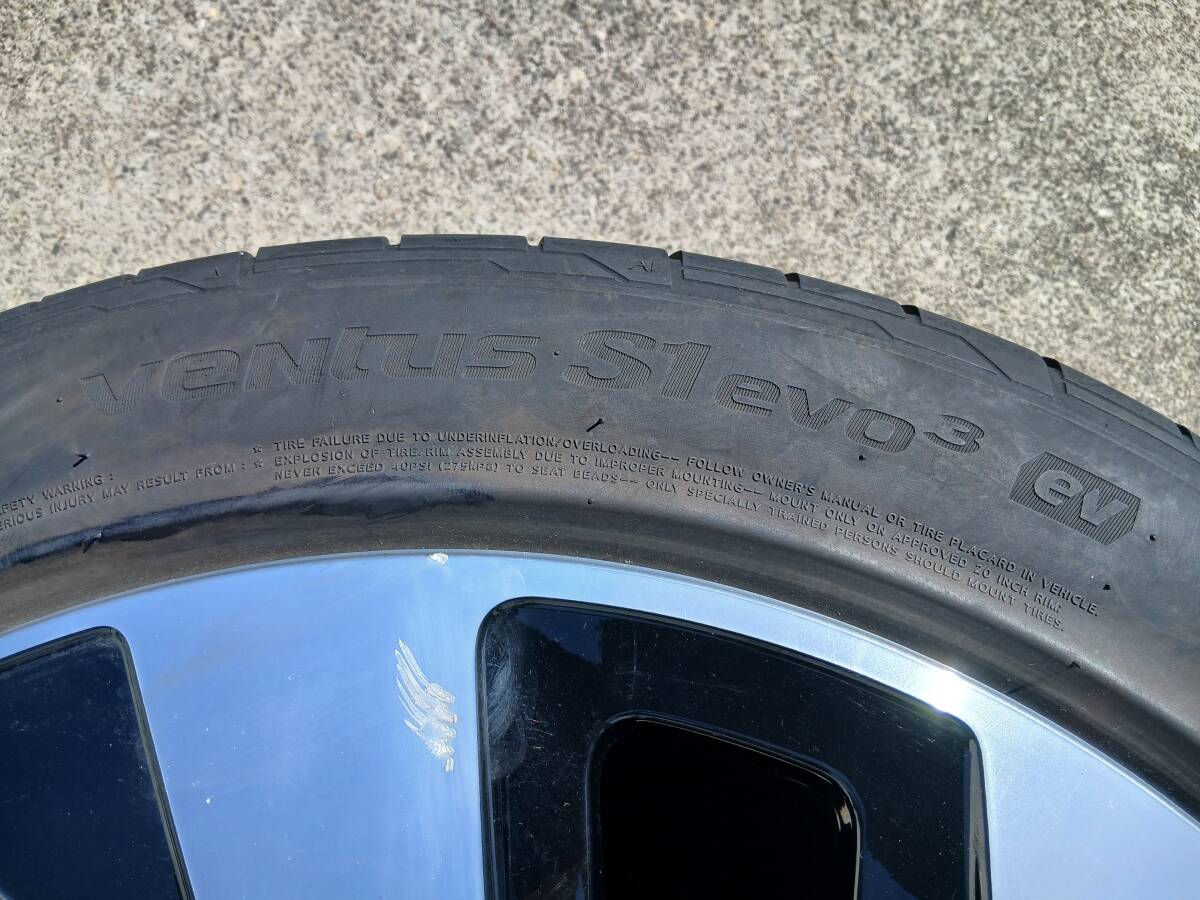 ventus S1 evo3 ev
AFETY WARNING :
ERIOUS INJURY MAY RESULT FROM :
☆ TIRE FAILURE DUE TO UNDERINFLATION/OVERLOADING—— FOLLOW OWNER'S MANUAL OR TIRE PLACARD IN VEHICLE.
☆ EXPLOSION OF TIRE/RIM ASSEMBLY DUE TO IMPROPER MOUNTING—— MOUNT ONLY ON APPROVED 20 INCH RIM;
NEVER EXCEED 40PSI (275kPa) TO SEAT BEADS—— ONLY SPECIALLY TRAINED PERSONS SHOULD MOUNT TIRES.